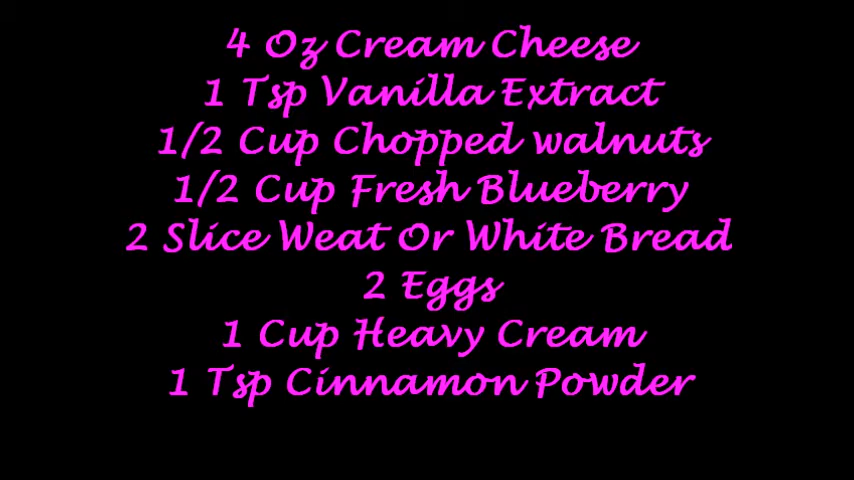 4 Oz Cream Cheese
1 Tsp Vanilla Extract
1/2 Cup Chopped walnuts
1/2 Cup Fresh Blueberry
2 Slice Weat Or White Bread
2 Eggs
1 Cup Heavy Cream
1 Tsp Cinnamon Powder